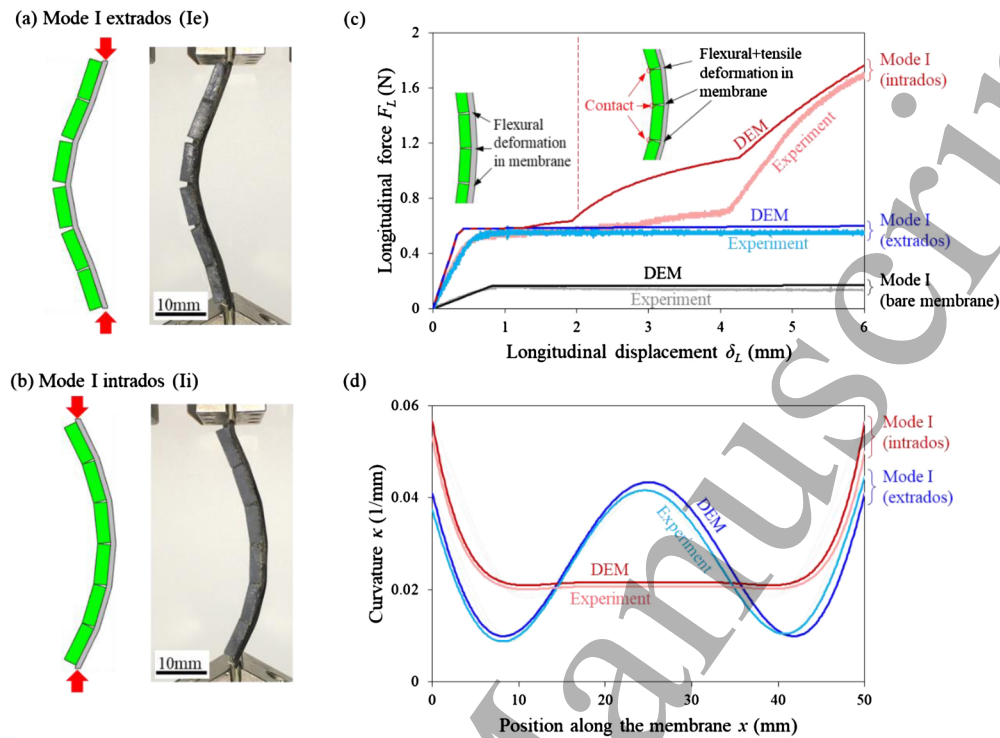 (a) Mode I extrados (Ie)
10mm
(b) Mode I intrados (Ii)
10mm
(c)
2
1.6
1.2
0.8
0.4
0
0
1
2
3
4
5
6
Longitudinal force F_L (N)
Longitudinal displacement δ_L (mm)
Flexural
deformation
in membrane
Contact
Flexural+tensile
deformation in
membrane
DEM
Experiment
Mode I
(intrados)
DEM
Experiment
Mode I
(extrados)
DEM
Experiment
Mode I
(bare membrane)
(d)
0.06
0.04
0.02
0
0
10
20
30
40
50
Curvature κ (1/mm)
Position along the membrane x (mm)
DEM
Experiment
DEM
Experiment
Mode I
(intrados)
Mode I
(extrados)
Manuscri